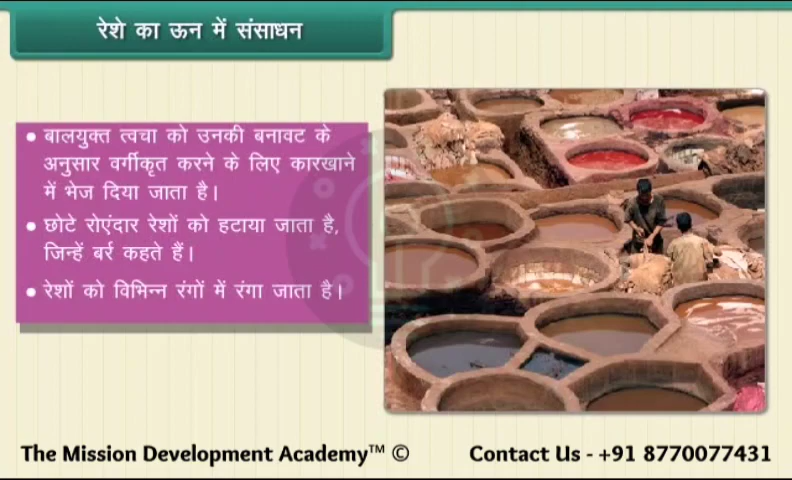 रेशे का ऊन में संसाधन
• बालयुक्त त्वचा को उनकी बनावट के
अनुसार वर्गीकृत करने के लिए कारखाने
में भेज दिया जाता है।
• छोटे रोएंदार रेशों को हटाया जाता है,
जिन्हें बर्र कहते हैं।
• रेशों को विभिन्न रंगों में रंगा जाता है।
The Mission Development Academy™ ©
Contact Us - +91 8770077431